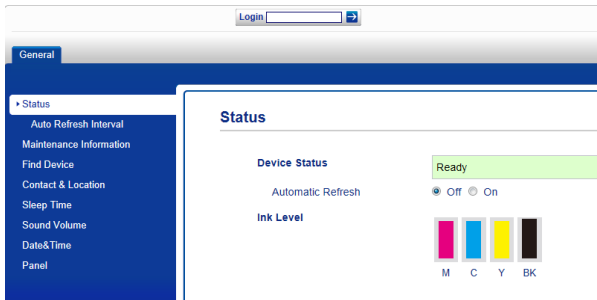 Login
General
Status
Auto Refresh Interval
Maintenance Information
Find Device
Contact & Location
Sleep Time
Sound Volume
Date&Time
Panel
Status
Device Status Ready
Automatic Refresh Off On
Ink Level
M C Y BK